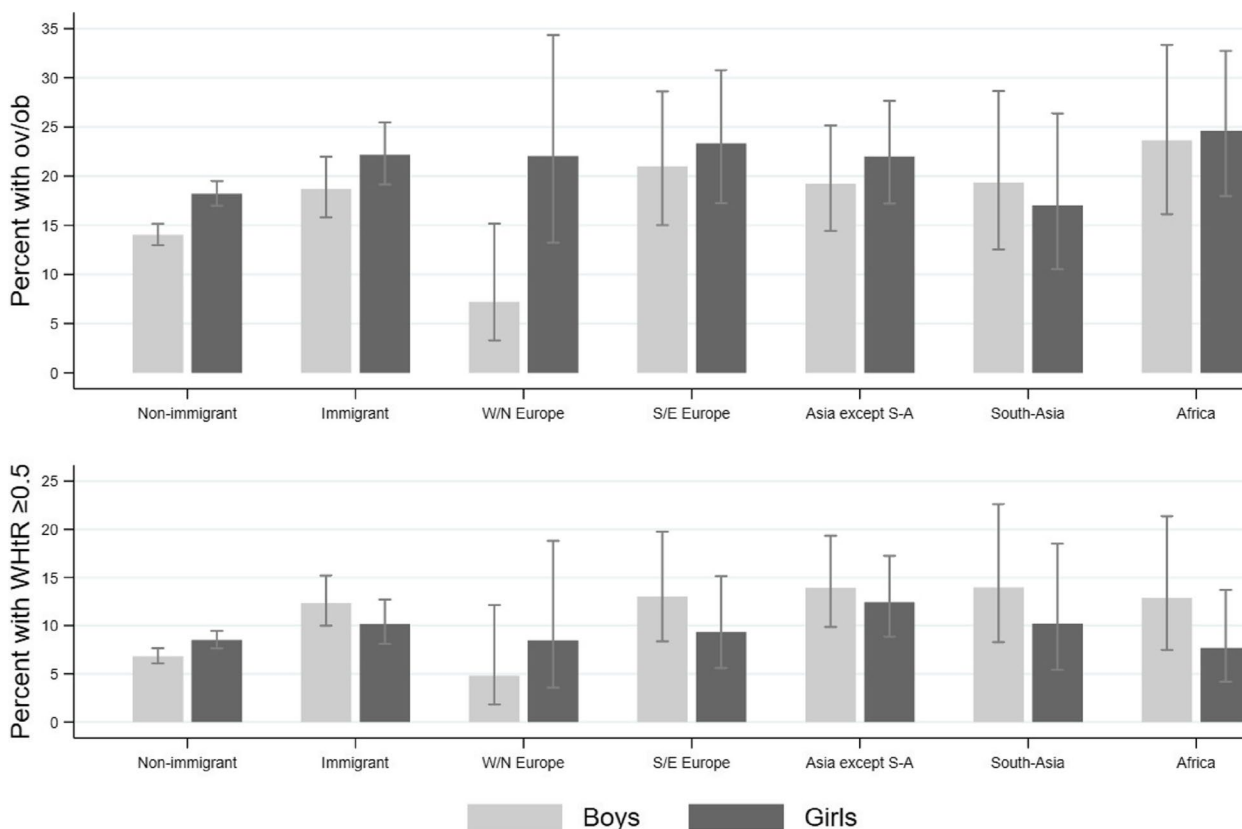 Percent with ov/ob
35
30
25
20
15
10
5
0
Non-immigrant Immigrant W/N Europe S/E Europe Asia except S-A South-Asia Africa
Percent with WHtR ≥0.5
25
20
15
10
5
0
Non-immigrant Immigrant W/N Europe S/E Europe Asia except S-A South-Asia Africa
Boys Girls